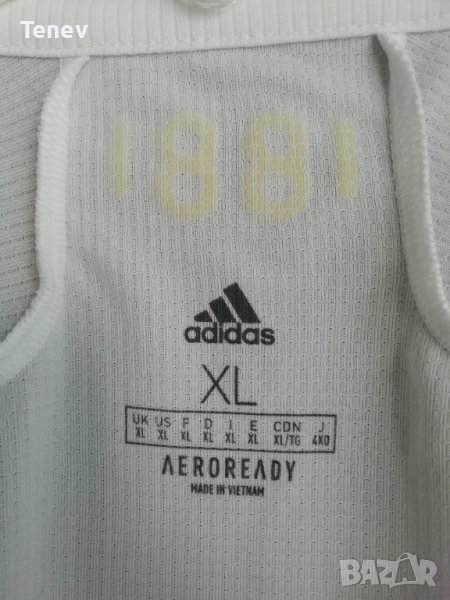 Tenev
1881
adidas
XL
UK US F D I E CDN J
XL XL XL XL XL XL XL/TG 4XO
AEROREADY
MADE IN VIETNAM
BAZAR